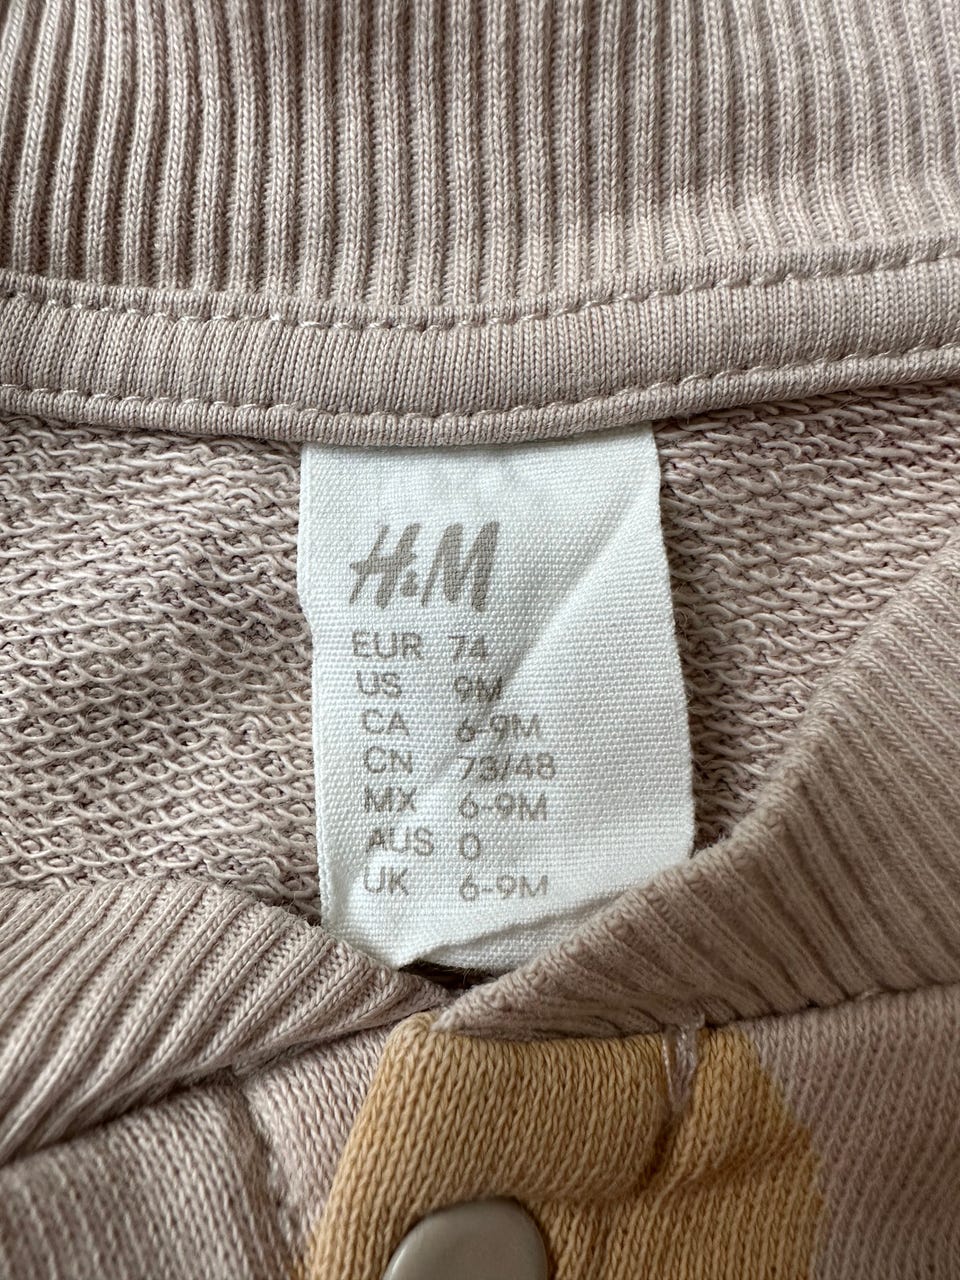 H&M
EUR 74
US 9M
CA 6-9M
CN 73/48
MX 6-9M
AUS 0
UK 6-9M